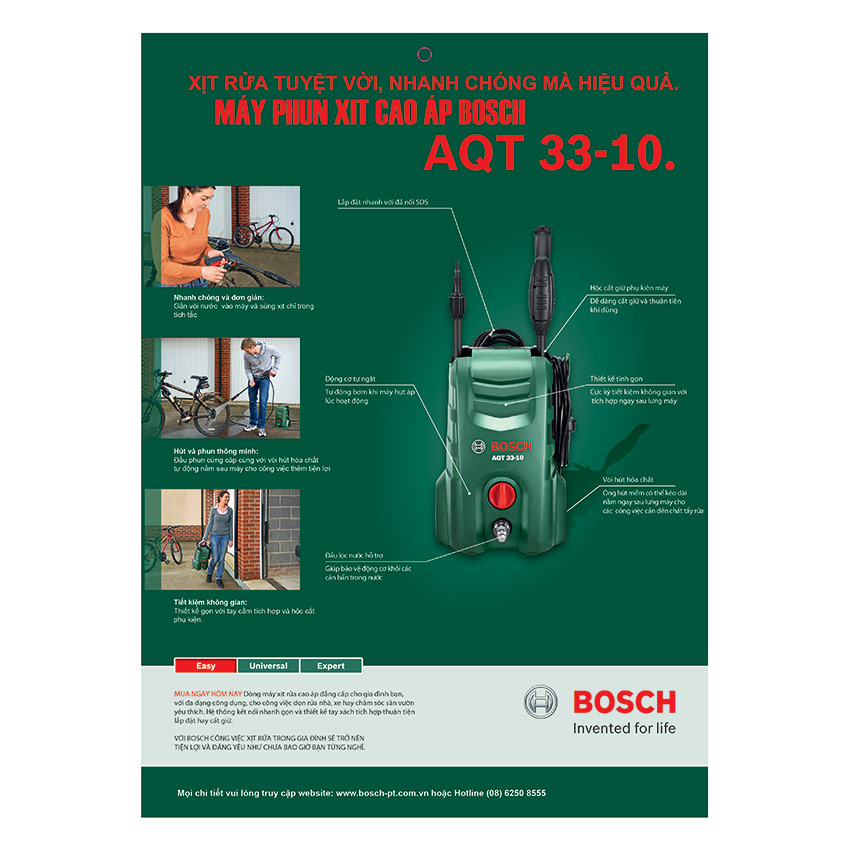 XỊT RỬA TUYỆT VỜI, NHANH CHÓNG MÀ HIỆU QUẢ.
MÁY PHUN XỊT CAO ÁP BOSCH
AQT 33-10.
Lắp đặt nhanh với đầ nối SDS
Hộc cất giữ phụ kiện máy
Dễ dàng cất giữ và thuận tiện
khi dùng
Nhanh chóng và đơn giản:
Gắn vòi nước vào máy và súng xịt chỉ trong
tích tắc
Động cơ tự ngắt
Tự động bơm khi máy hụt áp
lúc hoạt động
Thiết kế tinh gọn
Cực kỳ tiết kiệm không gian với
tích hợp ngay sau lưng máy
BOSCH
AQT 33-10
Hút và phun thông minh:
Đầu phun cứng cáp cùng với vòi hút hóa chất
tự động nằm sau máy cho công việc thêm tiện lợi
Vòi hút hóa chất
Ống hút mềm có thể kéo dài
nằm ngay sau lưng máy cho
các công việc cần đến chất tẩy rửa
Đầu lọc nước hỗ trợ
Giúp bảo vệ động cơ khỏi các
cản bẩn trong nước
Tiết kiệm không gian:
Thiết kế gọn với tay cầm tích hợp và hộc cất
phụ kiện.
Easy
Universal
Expert
MUA NGAY HÔM NAY Dòng máy xịt rửa cao áp đẳng cấp cho gia đình bạn,
với đa dạng công dụng, cho công việc dọn rửa nhà, xe hay chăm sóc sân vườn
yêu thích. Hệ thống kết nối nhanh gọn và thiết kế tay xách tích hợp thuận tiện
lắp đặt hay cất giữ.
VỚI BOSCH CÔNG VIỆC XỊT RỬA TRONG GIA ĐÌNH SẼ TRỞ NÊN
TIỆN LỢI VÀ ĐÁNG YÊU NHƯ CHƯA BAO GIỜ BẠN TỪNG NGHĨ.
BOSCH
Invented for life
Mọi chi tiết vui lòng truy cập website: www.bosch-pt.com.vn hoặc Hotline (08) 6250 8555